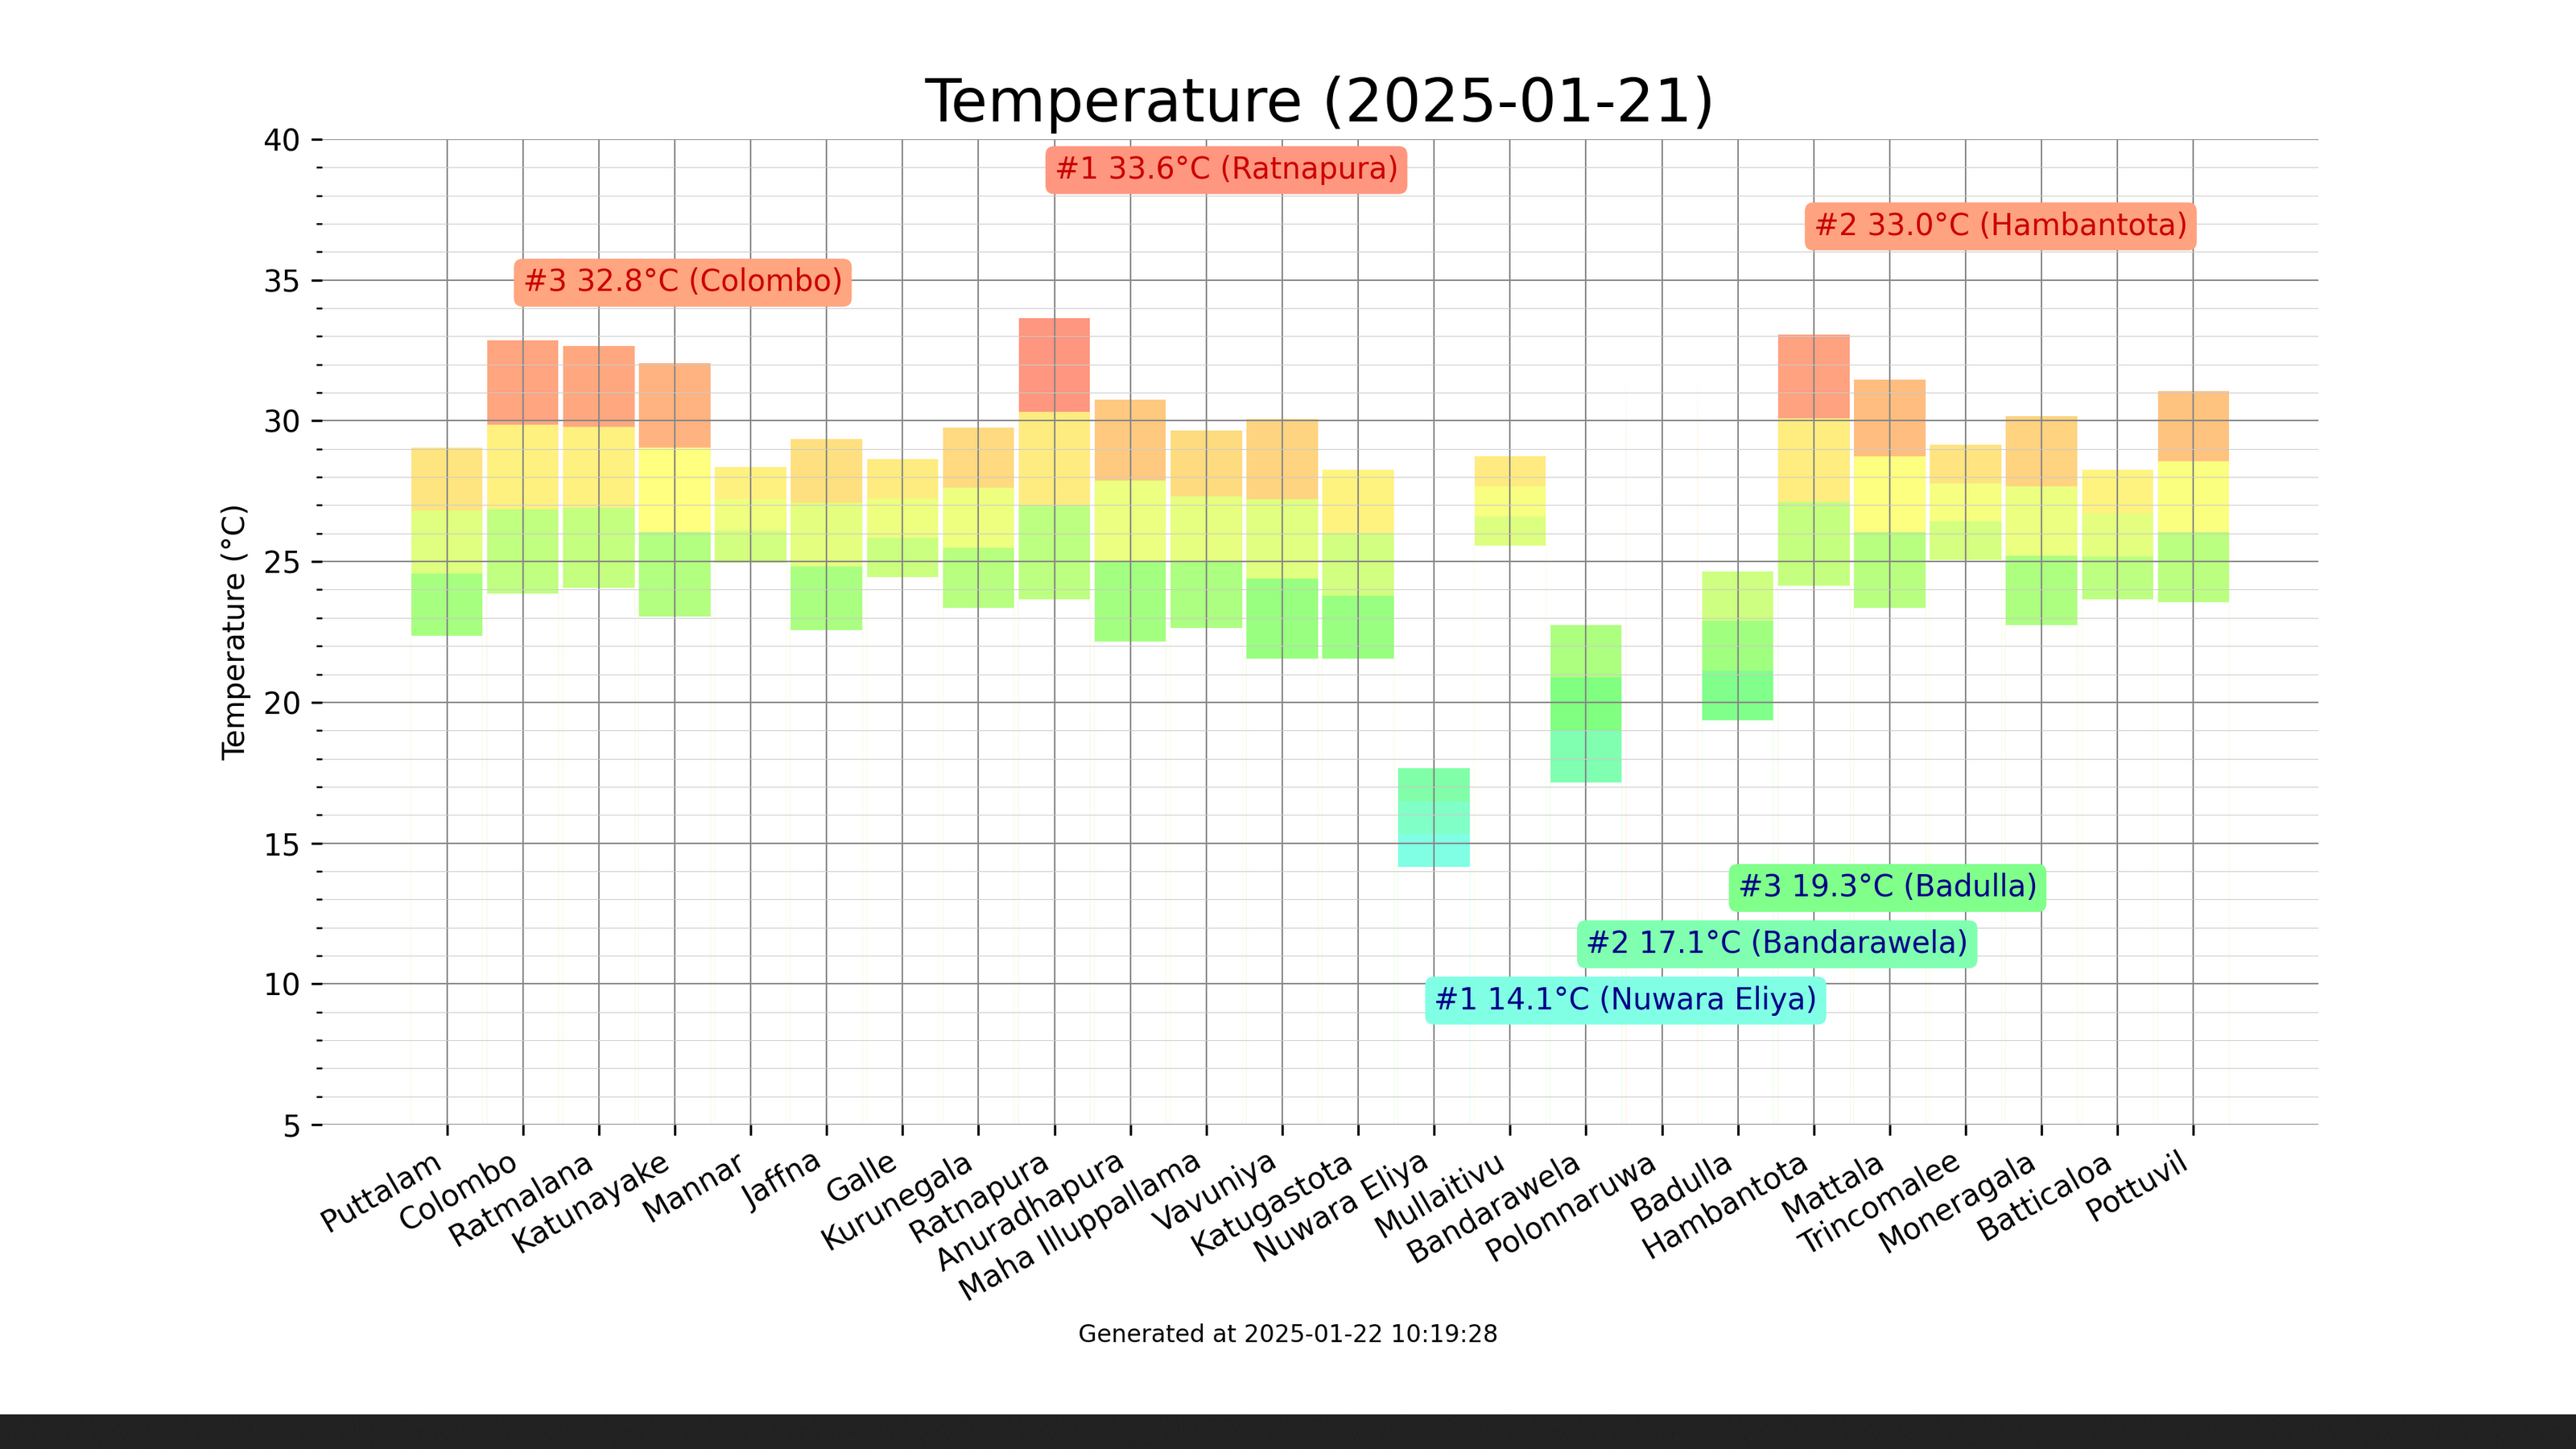 Temperature (2025-01-21)
40
35
30
25
20
15
10
5
Temperature (°C)
#1 33.6°C (Ratnapura)
#2 33.0°C (Hambantota)
#3 32.8°C (Colombo)
#3 19.3°C (Badulla)
#2 17.1°C (Bandarawela)
#1 14.1°C (Nuwara Eliya)
Puttalam
Colombo
Ratmalana
Katunayake
Mannar
Jaffna
Galle
Kurunegala
Ratnapura
Anuradhapura
Maha Illuppallama
Vavuniya
Katugastota
Nuwara Eliya
Mullaitivu
Bandarawela
Polonnaruwa
Badulla
Hambantota
Mattala
Trincomalee
Moneragala
Batticaloa
Pottuvil
Generated at 2025-01-22 10:19:28